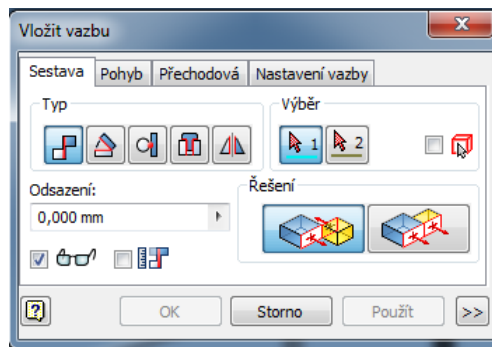 Vložit vazbu
Sestava Pohyb Přechodová Nastavení vazby
Typ Výběr
1 2
Odsazení: Řešení
0,000 mm
? OK Storno Použít >>